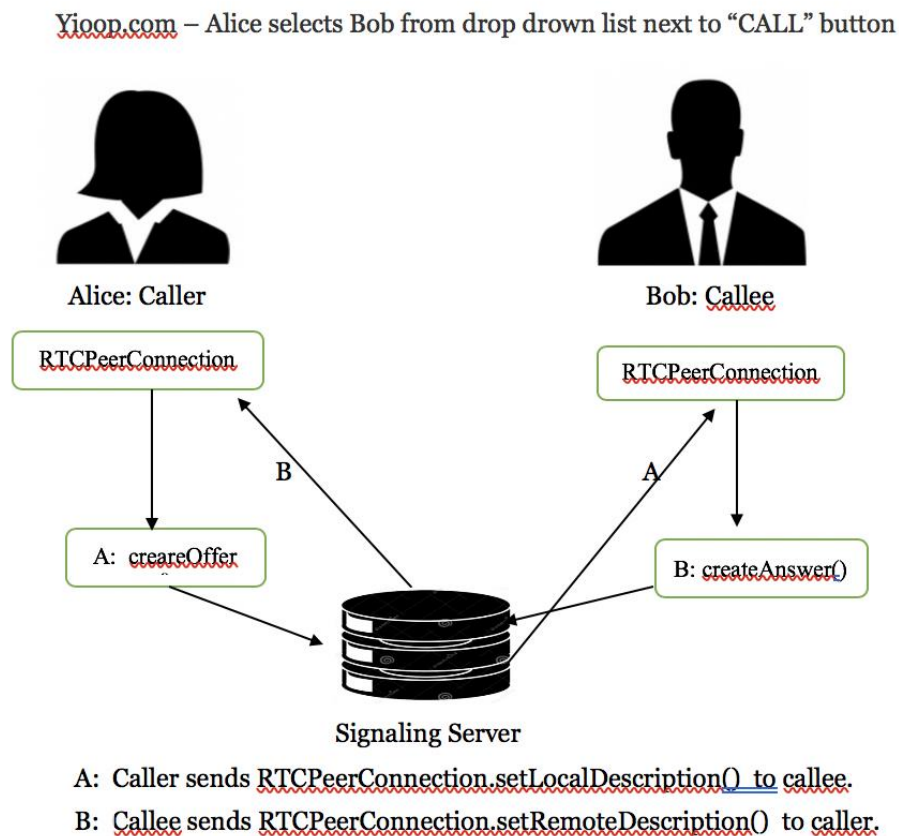 Yioop.com – Alice selects Bob from drop drown list next to “CALL” button
Alice: Caller
Bob: Callee
RTCPeerConnection
RTCPeerConnection
B
A
A: creareOffer
B: createAnswer()
Signaling Server
A: Caller sends RTCPeerConnection.setLocalDescription() to callee.
B: Callee sends RTCPeerConnection.setRemoteDescription() to caller.